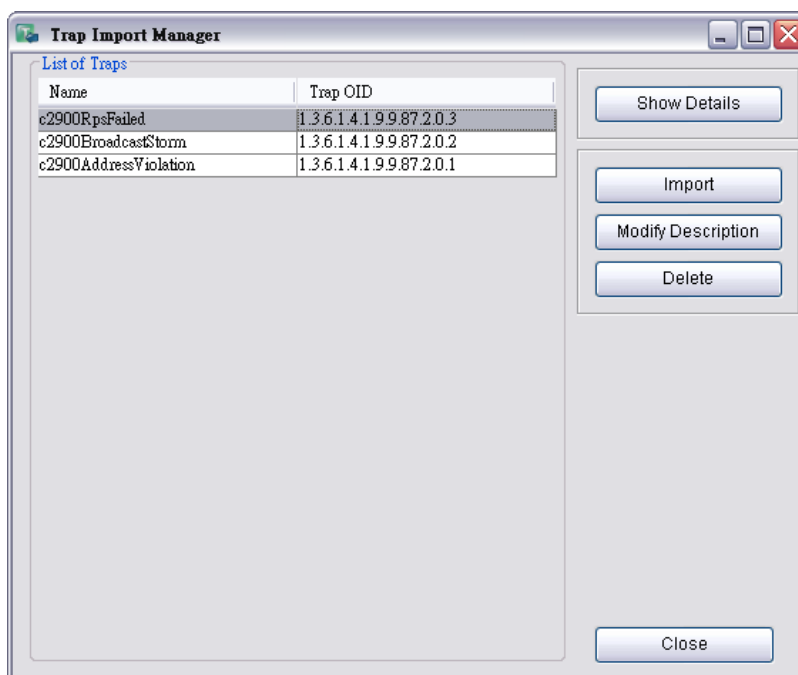 Trap Import Manager
List of Traps
Name Trap OID
c2900RpsFailed 1.3.6.1.4.1.9.9.87.2.0.3
c2900BroadcastStorm 1.3.6.1.4.1.9.9.87.2.0.2
c2900AddressViolation 1.3.6.1.4.1.9.9.87.2.0.1
Show Details
Import
Modify Description
Delete
Close